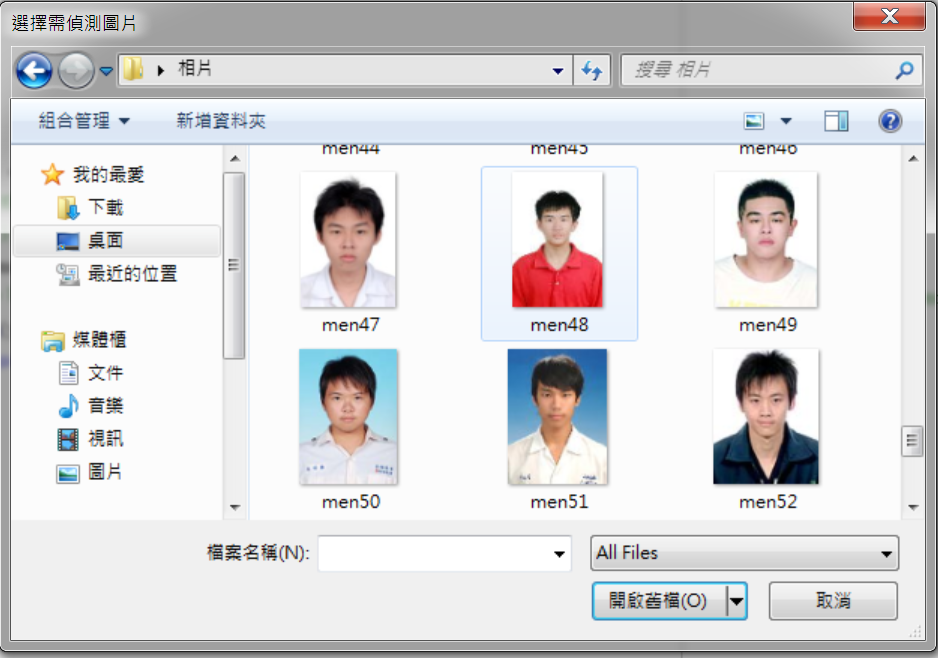 選擇需偵測圖片
相片
搜尋 相片
組合管理
新增資料夾
我的最愛
下載
桌面
最近的位置
媒體櫃
文件
音樂
視訊
圖片
men44
men45
men46
men47
men48
men49
men50
men51
men52
檔案名稱(N):
All Files
開啟舊檔(O)
取消